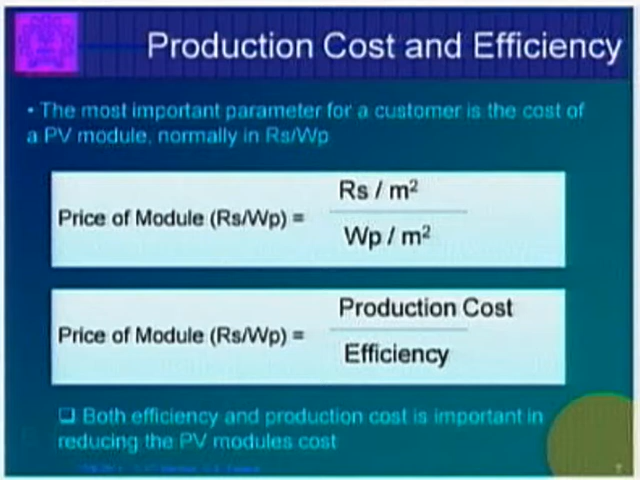 Production Cost and Efficiency
• The most important parameter for a customer is the cost of
a PV module, normally in Rs/Wp
Price of Module (Rs/Wp) =
Rs / m²
Wp / m²
Price of Module (Rs/Wp) =
Production Cost
Efficiency
❑ Both efficiency and production cost is important in
reducing the PV modules cost